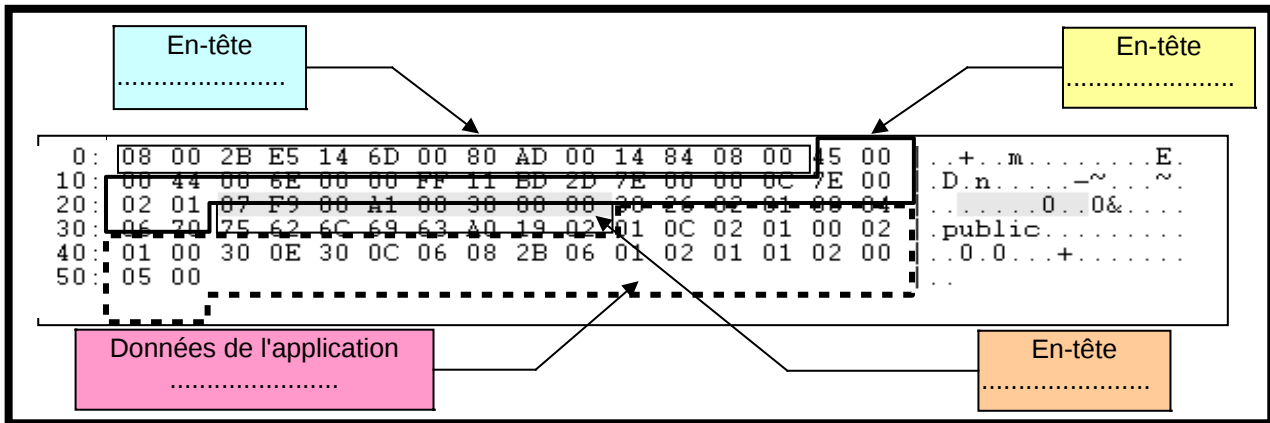 En-tête
......................
En-tête
......................
0: 08 00 2B E5 14 6D 00 80 AD 00 14 84 08 00 45 00 ..+..m........E.
10: 00 44 00 6E 00 00 FF 11 BD 2D 7E 00 00 0C 7E 00 .D.n.....–~...~.
20: 02 01 07 F9 00 A1 00 30 00 00 30 26 02 01 00 04 .......0..0&....
30: 06 70 75 62 6C 69 63 A0 19 02 01 0C 02 01 00 02 .public.........
40: 01 00 30 0E 30 0C 06 08 2B 06 01 02 01 01 02 00 ..0.0...+.......
50: 05 00 ..
Données de l'application
......................
En-tête
......................